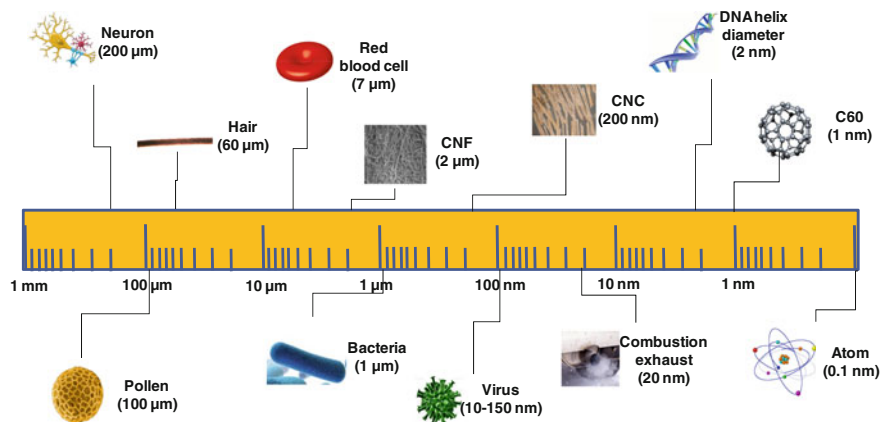 Neuron
(200 µm)
Red
blood cell
(7 µm)
DNA helix
diameter
(2 nm)
Hair
(60 µm)
CNF
(2 µm)
CNC
(200 nm)
C60
(1 nm)
1 mm
100 µm
10 µm
1 µm
100 nm
10 nm
1 nm
Pollen
(100 µm)
Bacteria
(1 µm)
Virus
(10-150 nm)
Combustion
exhaust
(20 nm)
Atom
(0.1 nm)